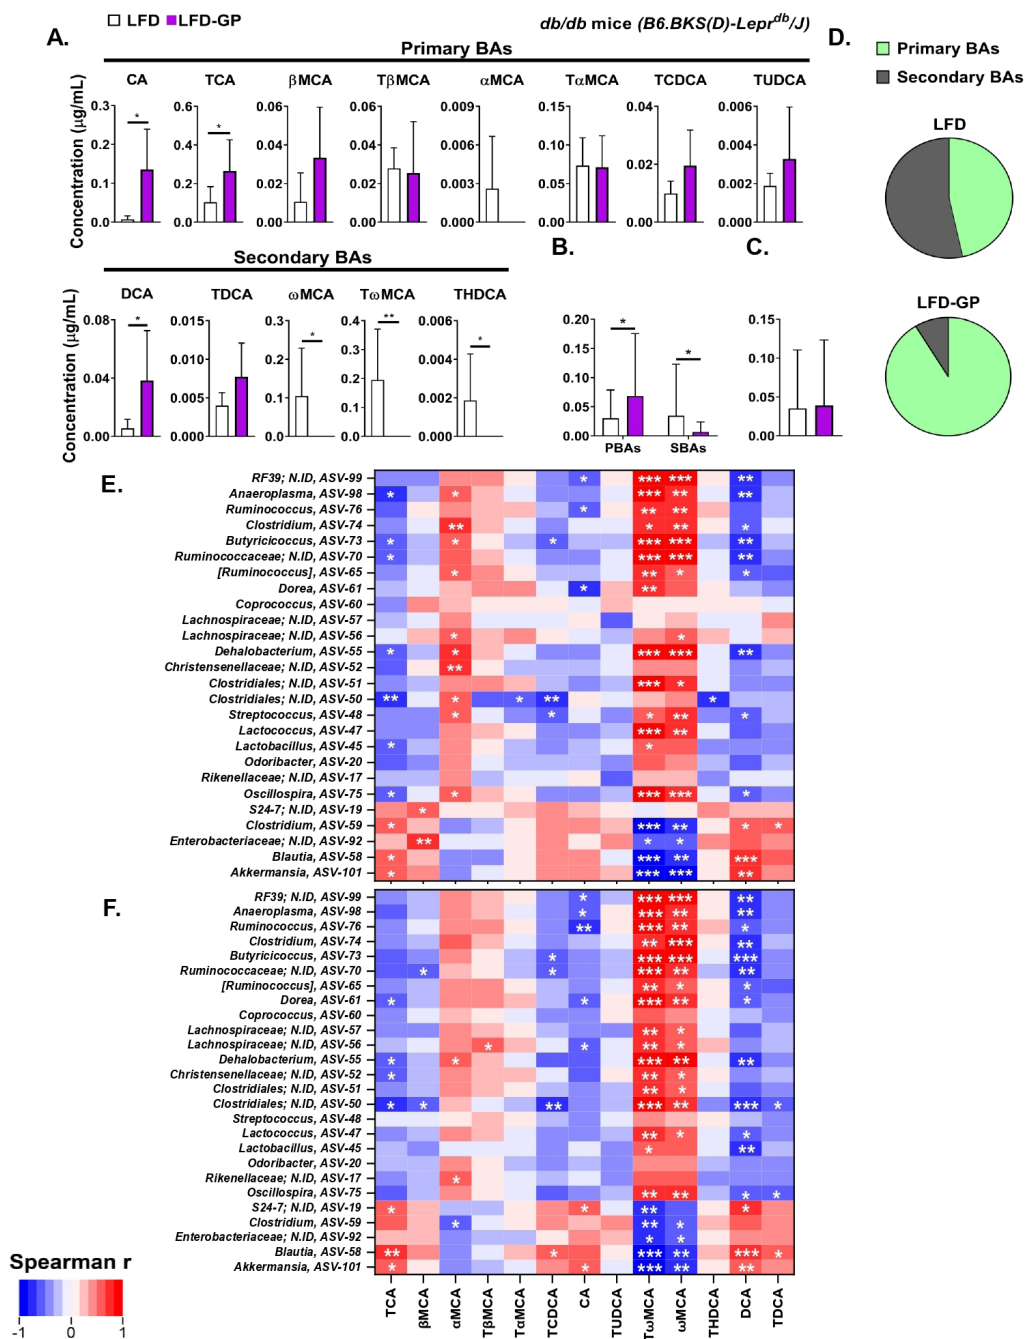 LFD LFD-GP
db/db mice (B6.BKS(D)-Lepr^db/J)
A.
D.
Primary BAs
Primary BAs
Secondary BAs
CA TCA βMCA TβMCA αMCA TαMCA TCDCA TUDCA
Concentration (µg/mL)
0.3 0.6 0.06 0.06 0.009 0.15 0.04 0.006
0.2 0.4 0.04 0.04 0.006 0.10 0.004
0.02
0.1 0.2 0.02 0.02 0.003 0.05 0.002
0.0 0.0 0.00 0.00 0.000 0.00 0.00 0.000
* *
LFD
B.
C.
Secondary BAs
DCA TDCA ωMCA TωMCA THDCA
Concentration (µg/mL)
0.08 0.015 0.3 0.4 0.006 0.20 0.15
0.3
0.010 0.2 0.004 0.15 0.10
0.04 0.2 0.10
0.005 0.1 0.1 0.002 0.05 0.05
0.00 0.000 0.0 0.0 0.000 0.00 0.00
* * ** * * *
PBAs SBAs
LFD-GP
E.
RF39; N.ID, ASV-99 * *** *** **
Anaeroplasma, ASV-98 * * *** ** **
Ruminococcus, ASV-76 * ** **
Clostridium, ASV-74 ** * ** *
Butyricicoccus, ASV-73 * * * *** *** **
Ruminococcaceae; N.ID, ASV-70 * *** *** **
[Ruminococcus], ASV-65 * ** * *
Dorea, ASV-61 * **
Coprococcus, ASV-60
Lachnospiraceae; N.ID, ASV-57
Lachnospiraceae; N.ID, ASV-56 * *
Dehalobacterium, ASV-55 * * *** *** **
Christensenellaceae; N.ID, ASV-52 **
Clostridiales; N.ID, ASV-51 *** *
Clostridiales; N.ID, ASV-50 ** * * ** *
Streptococcus, ASV-48 * * * ** *
Lactococcus, ASV-47 *** **
Lactobacillus, ASV-45 * *
Odoribacter, ASV-20
Rikenellaceae; N.ID, ASV-17
Oscillospira, ASV-75 * * *** *** *
S24-7; N.ID, ASV-19 *
Clostridium, ASV-59 * *** ** * *
Enterobacteriaceae; N.ID, ASV-92 ** * *
Blautia, ASV-58 * *** ** ***
Akkermansia, ASV-101 * *** *** **
F.
RF39; N.ID, ASV-99 * *** *** **
Anaeroplasma, ASV-98 * *** ** **
Ruminococcus, ASV-76 ** *** ** *
Clostridium, ASV-74 ** *** **
Butyricicoccus, ASV-73 * *** *** ***
Ruminococcaceae; N.ID, ASV-70 * * *** ** **
[Ruminococcus], ASV-65 ** * *
Dorea, ASV-61 * * *** ** *
Coprococcus, ASV-60
Lachnospiraceae; N.ID, ASV-57 ** *
Lachnospiraceae; N.ID, ASV-56 * * ** *
Dehalobacterium, ASV-55 * * *** ** **
Christensenellaceae; N.ID, ASV-52 * ** *
Clostridiales; N.ID, ASV-51 ** *
Clostridiales; N.ID, ASV-50 * * ** *** ** *** *
Streptococcus, ASV-48
Lactococcus, ASV-47 ** * *
Lactobacillus, ASV-45 * **
Odoribacter, ASV-20
Rikenellaceae; N.ID, ASV-17 *
Oscillospira, ASV-75 ** ** * *
S24-7; N.ID, ASV-19 * * ** *
Clostridium, ASV-59 * ** *
Enterobacteriaceae; N.ID, ASV-92 * *
Blautia, ASV-58 ** * *** ** *** *
Akkermansia, ASV-101 * * *** ** **
Spearman r
-1 0 1
TCA βMCA αMCA TβMCA TαMCA TCDCA CA TUDCA TωMCA ωMCA THDCA DCA TDCA